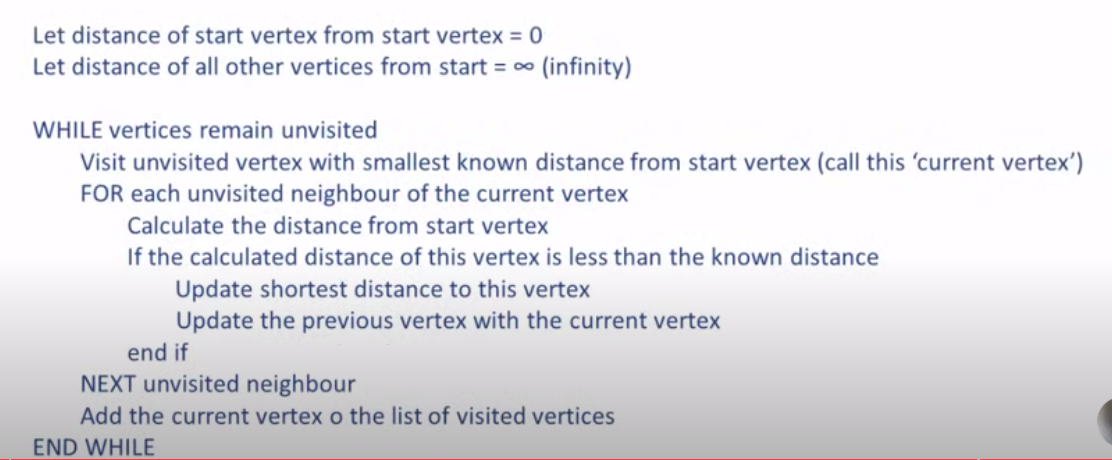 Let distance of start vertex from start vertex = 0
Let distance of all other vertices from start = ∞ (infinity)
WHILE vertices remain unvisited
Visit unvisited vertex with smallest known distance from start vertex (call this ‘current vertex’)
FOR each unvisited neighbour of the current vertex
Calculate the distance from start vertex
If the calculated distance of this vertex is less than the known distance
Update shortest distance to this vertex
Update the previous vertex with the current vertex
end if
NEXT unvisited neighbour
Add the current vertex o the list of visited vertices
END WHILE